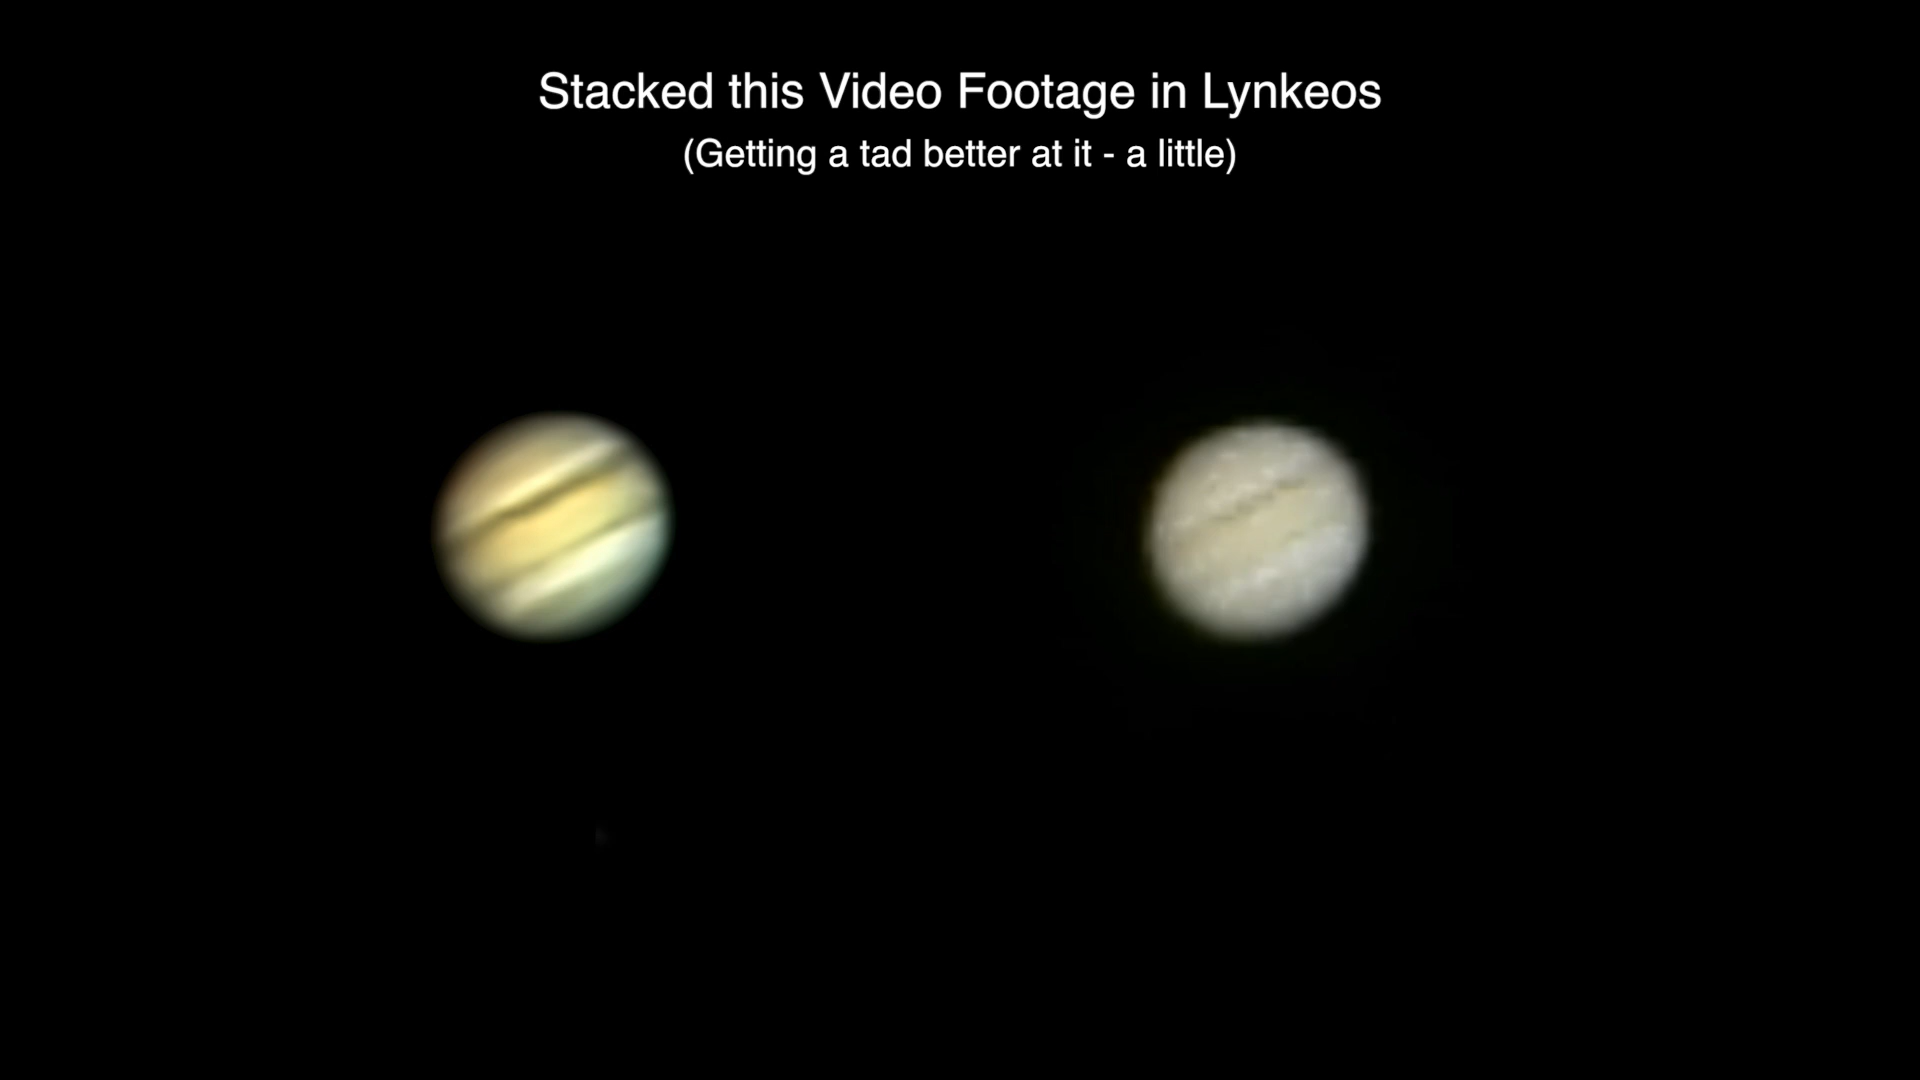 Stacked this Video Footage in Lynkeos
(Getting a tad better at it - a little)